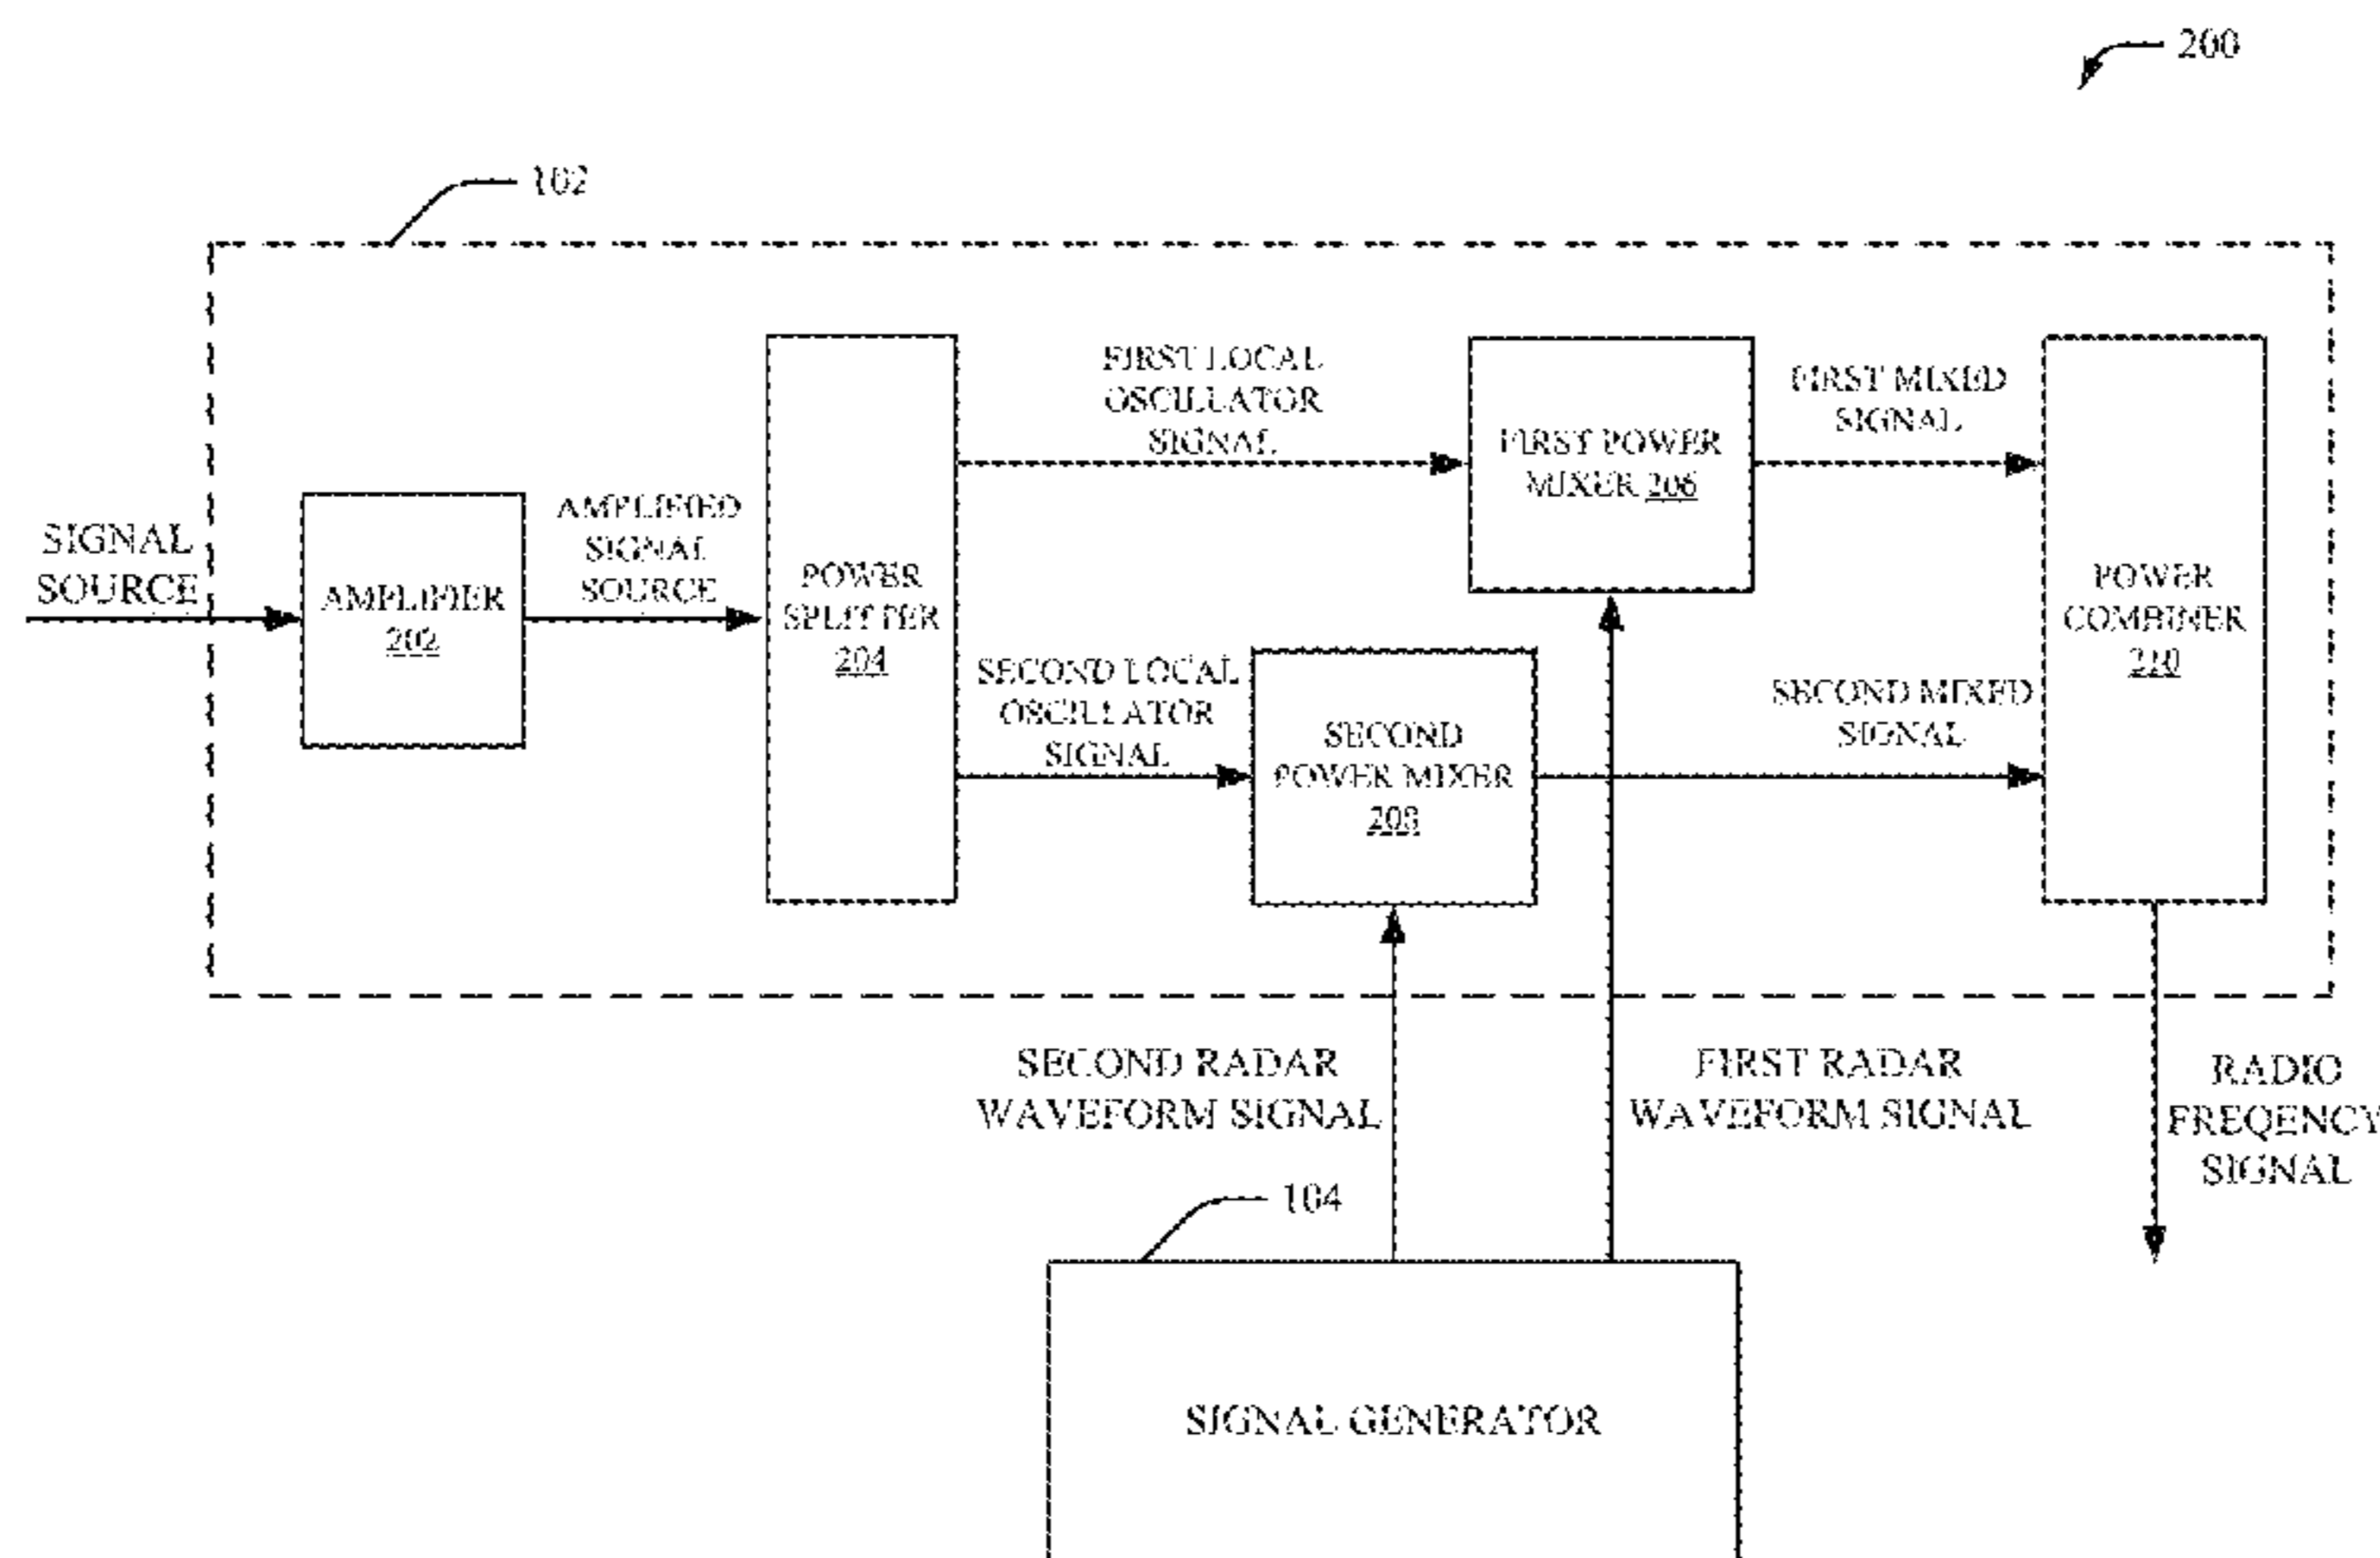 200
102
FIRST LOCAL
OSCILLATOR
SIGNAL
FIRST MIXED
SIGNAL
FIRST POWER
MIXER 206
SIGNAL
SOURCE
AMPLIFIER
202
AMPLIFIED
SIGNAL
SOURCE
POWER
SPLITTER
204
SECOND LOCAL
OSCILLATOR
SIGNAL
SECOND
POWER MIXER
208
SECOND MIXED
SIGNAL
POWER
COMBINER
210
SECOND RADAR
WAVEFORM SIGNAL
FIRST RADAR
WAVEFORM SIGNAL
RADIO
FREQENCY
SIGNAL
104
SIGNAL GENERATOR